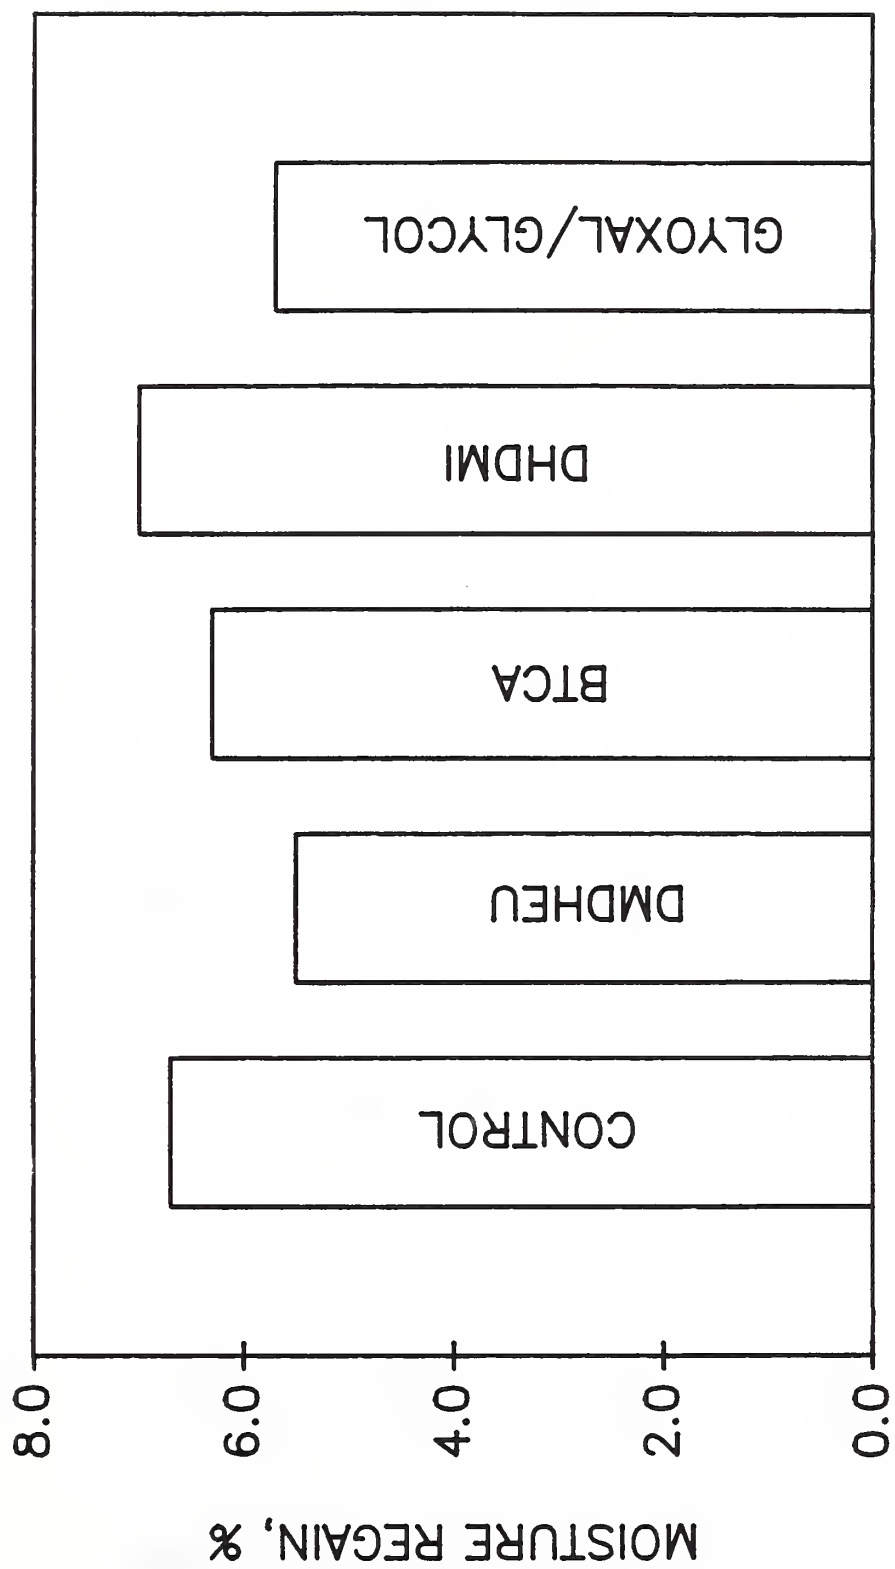 MOISTURE REGAIN, %
8.0
6.0
4.0
2.0
0.0
CONTROL
DMDHEU
BTCA
DHDMI
GLYOXAL/GLYCOL